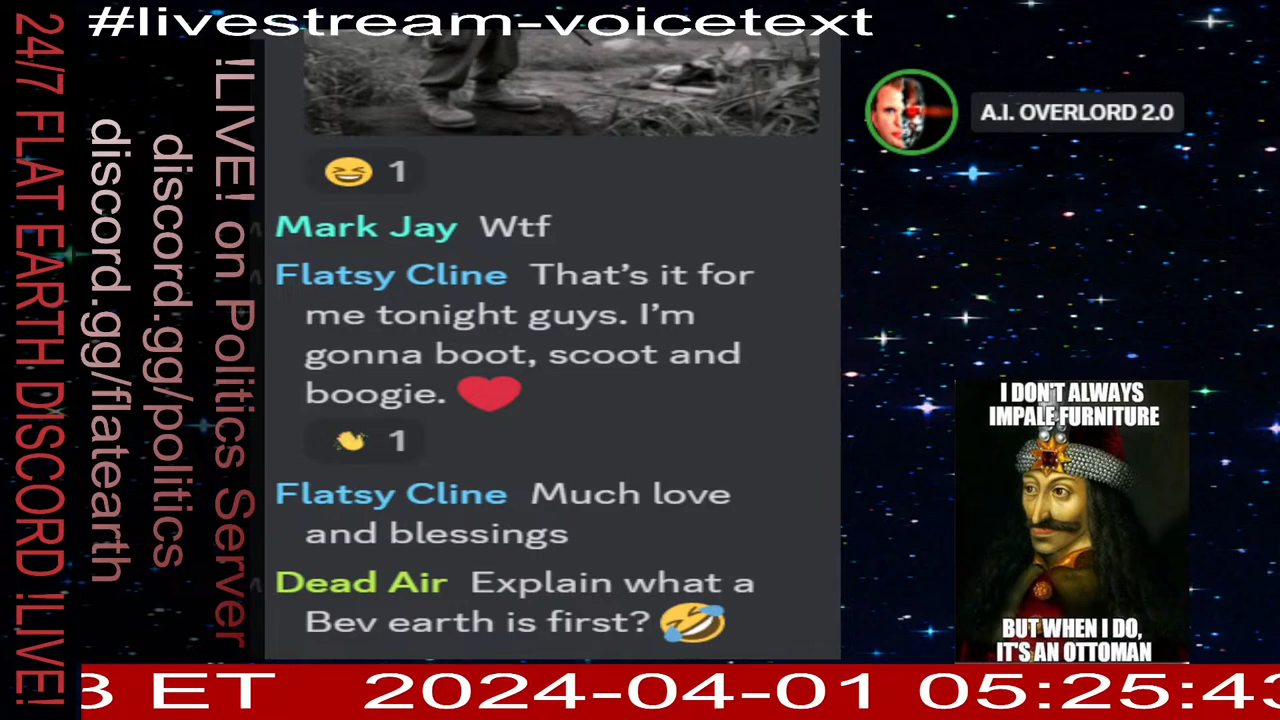 #livestream-voicetext
24/7 FLAT EARTH DISCORD !LIVE!
discord.gg/flatearth
discord.gg/politics
!LIVE! on Politics Server
1
Mark Jay Wtf
Flatsy Cline That’s it for
me tonight guys. I’m
gonna boot, scoot and
boogie. ❤️
1
Flatsy Cline Much love
and blessings
Dead Air Explain what a
Bev earth is first? 🤣
A.I. OVERLORD 2.0
I DON'T ALWAYS
IMPALE FURNITURE
BUT WHEN I DO,
IT'S AN OTTOMAN
ET 2024-04-01 05:25:43